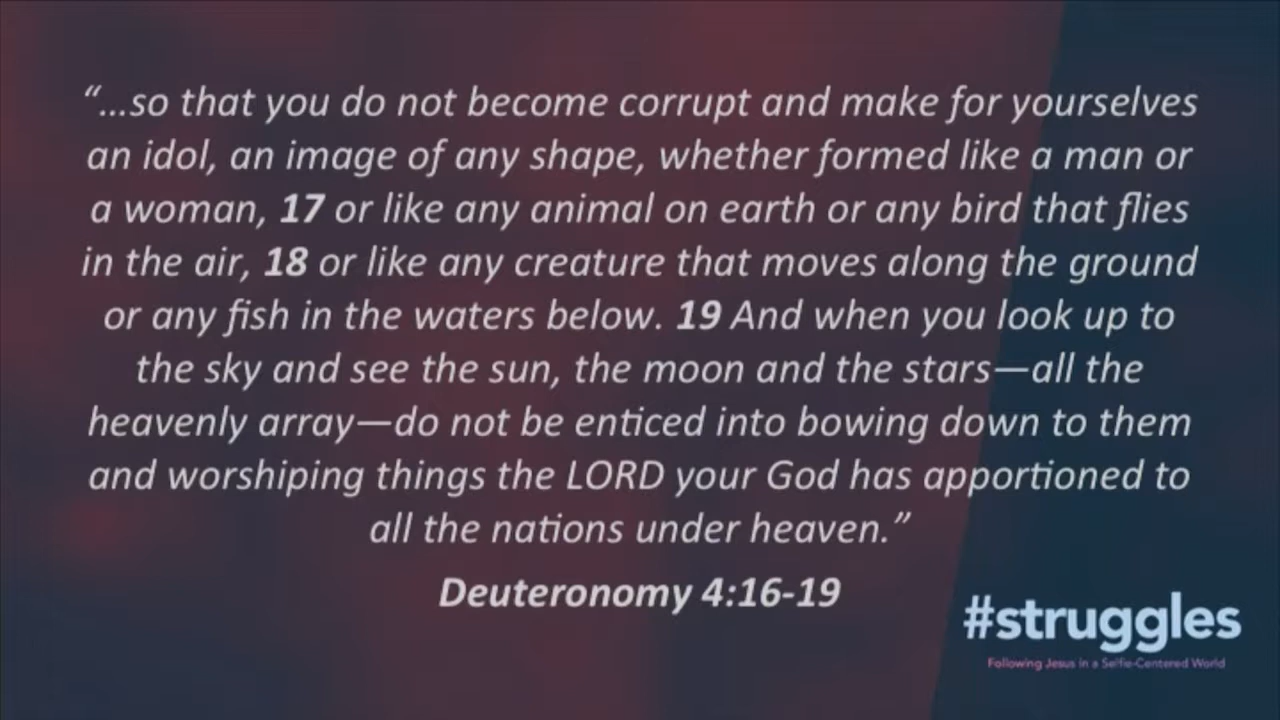 “...so that you do not become corrupt and make for yourselves
an idol, an image of any shape, whether formed like a man or
a woman, 17 or like any animal on earth or any bird that flies
in the air, 18 or like any creature that moves along the ground
or any fish in the waters below. 19 And when you look up to
the sky and see the sun, the moon and the stars—all the
heavenly array—do not be enticed into bowing down to them
and worshiping things the LORD your God has apportioned to
all the nations under heaven.”
Deuteronomy 4:16-19
#struggles
Following Jesus in a Selfie-Centered World